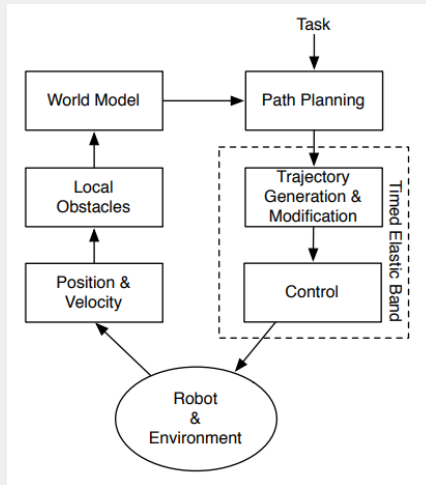 Task
World Model
Path Planning
Local
Obstacles
Trajectory
Generation &
Modification
Timed Elastic Band
Position &
Velocity
Control
Robot
&
Environment